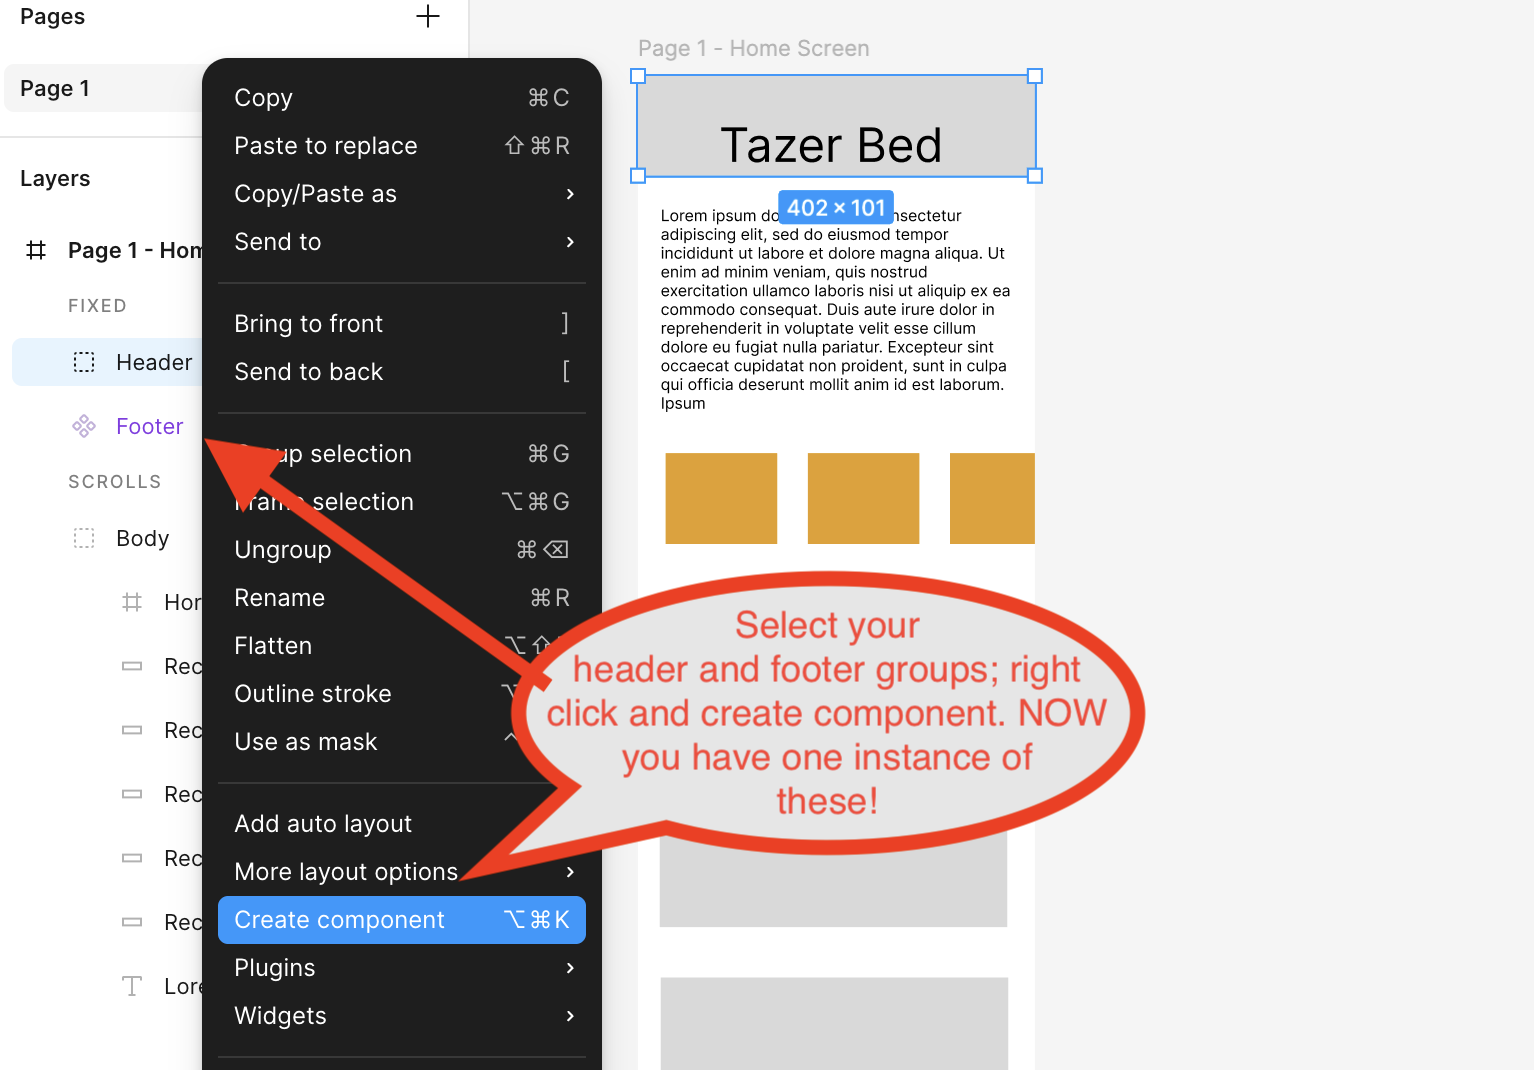 Pages
Page 1
Layers
Page 1 - Hom
FIXED
Header
Footer
SCROLLS
Body
Hor
Rec
Rec
Rec
Rec
Rec
Lore
Copy ⌘C
Paste to replace ⇧⌘R
Copy/Paste as
Send to
Bring to front ]
Send to back [
selection ⌘G
selection ⌥⌘G
Ungroup ⌘⌫
Rename ⌘R
Flatten ⌥⇧
Outline stroke ⌥
Use as mask ^
Add auto layout
More layout options
Create component ⌥⌘K
Plugins
Widgets
Page 1 - Home Screen
Tazer Bed
402 × 101
Lorem ipsum do nsectetur
adipiscing elit, sed do eiusmod tempor
incididunt ut labore et dolore magna aliqua. Ut
enim ad minim veniam, quis nostrud
exercitation ullamco laboris nisi ut aliquip ex ea
commodo consequat. Duis aute irure dolor in
reprehenderit in voluptate velit esse cillum
dolore eu fugiat nulla pariatur. Excepteur sint
occaecat cupidatat non proident, sunt in culpa
qui officia deserunt mollit anim id est laborum.
Ipsum
Select your
header and footer groups; right
click and create component. NOW
you have one instance of
these!